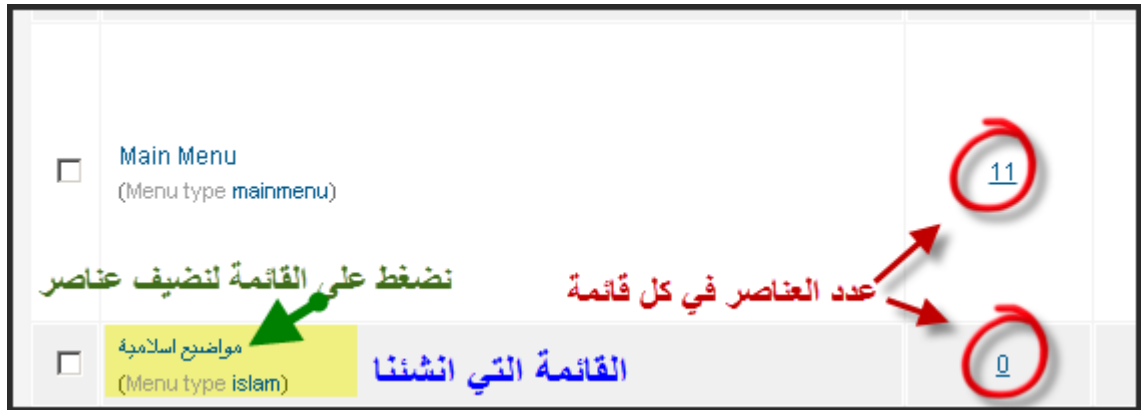 Main Menu
(Menu type mainmenu)
11
نضغط على القائمة لنضيف عناصر
عدد العناصر في كل قائمة
مواضيع اسلامية
(Menu type islam)
القائمة التي انشئنا
0